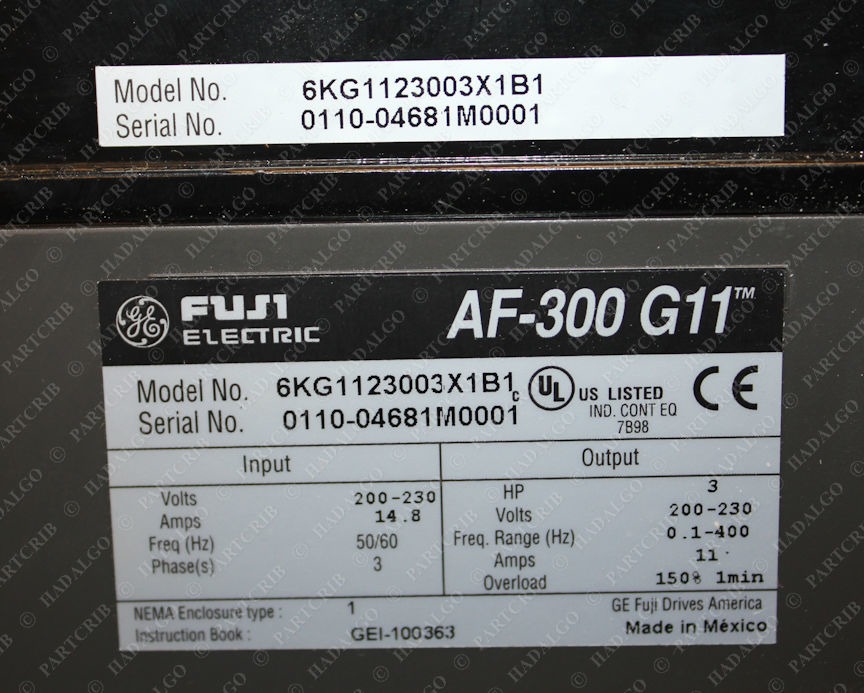 Model No. 6KG1123003X1B1
Serial No. 0110-04681M0001
GE FUJI ELECTRIC AF-300 G11™
Model No. 6KG1123003X1B1 c UL US LISTED CE
Serial No. 0110-04681M0001 IND. CONT EQ
7B98
Input Output
Volts 200-230 HP 3
Amps 14.8 Volts 200-230
Freq (Hz) 50/60 Freq. Range (Hz) 0.1-400
Phase(s) 3 Amps 11
Overload 150% 1min
NEMA Enclosure type : 1 GE Fuji Drives America
Instruction Book : GEI-100363 Made in México
© HADALGO © PARTCRIB